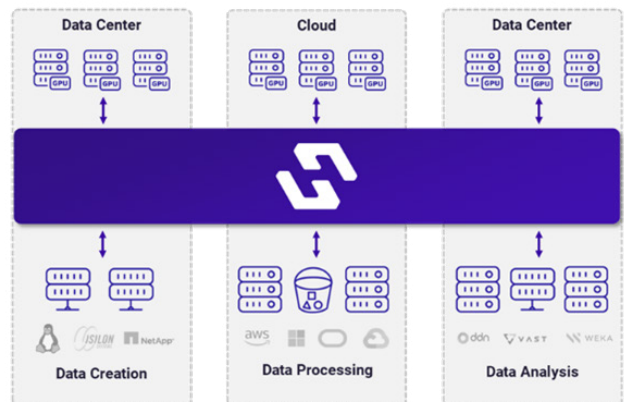 Data Center
Cloud
Data Center
GPU GPU GPU
GPU GPU GPU
GPU GPU GPU
ISILON
NetApp
aws
ddn
VAST
WEKA
Data Creation
Data Processing
Data Analysis